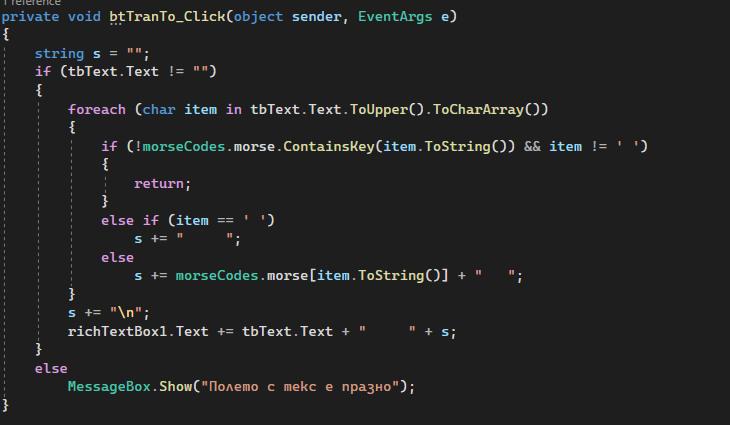 1 reference
private void btTranTo_Click(object sender, EventArgs e)
{
    string s = "";
    if (tbText.Text != "")
    {
        foreach (char item in tbText.Text.ToUpper().ToCharArray())
        {
            if (!morseCodes.morse.ContainsKey(item.ToString()) && item != ' ')
            {
                return;
            }
            else if (item == ' ')
                s += "     ";
            else
                s += morseCodes.morse[item.ToString()] + "   ";
        }
        s += "\n";
        richTextBox1.Text += tbText.Text + "     " + s;
    }
    else
        MessageBox.Show("Полето с текс е празно");
}